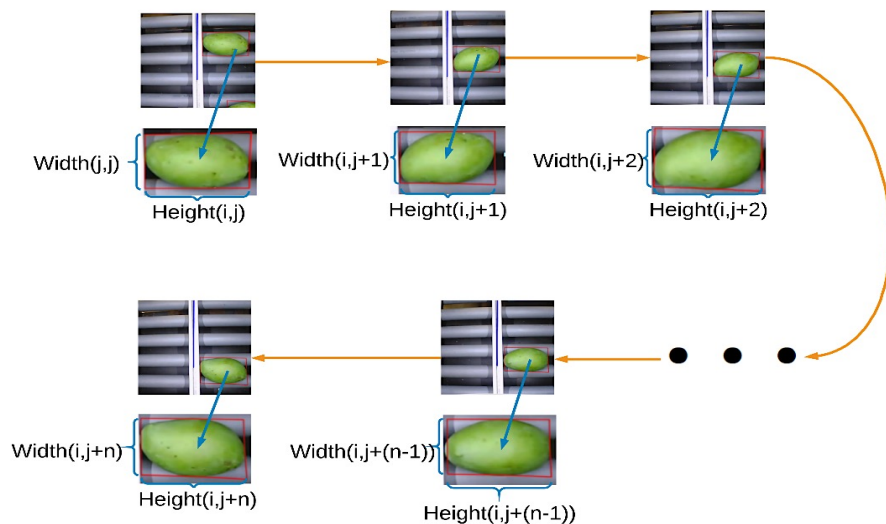 Width(j,j)
Height(i,j)
Width(i,j+1)
Height(i,j+1)
Width(i,j+2)
Height(i,j+2)
Width(i,j+n)
Height(i,j+n)
Width(i,j+(n-1))
Height(i,j+(n-1))